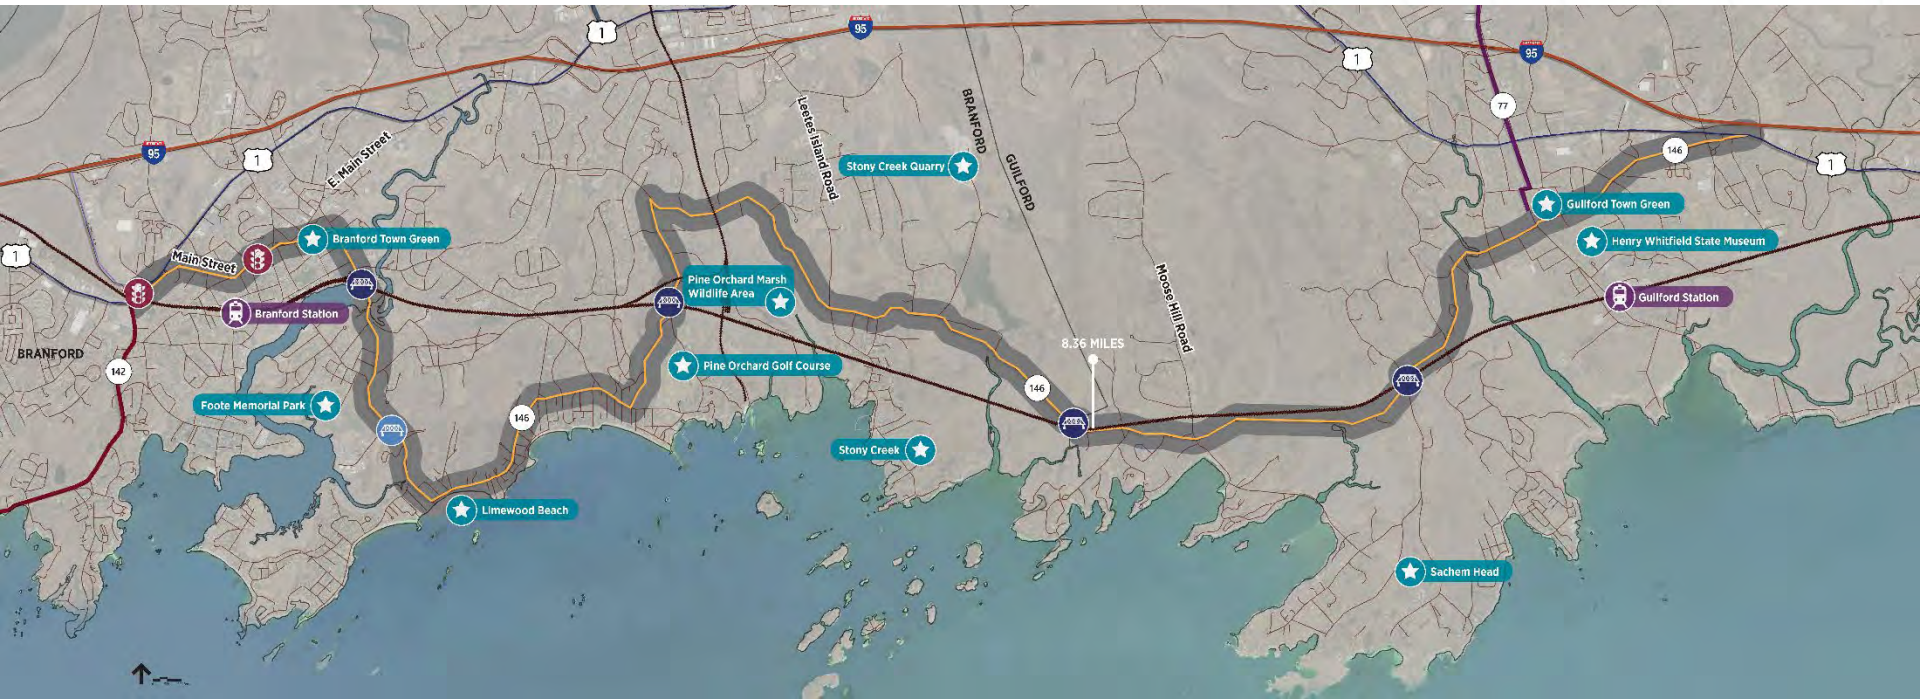 1
95
1
95
1
77
Leetes Island Road
BRANFORD
GUILFORD
95
1
E. Main Street
Stony Creek Quarry
146
1
Guilford Town Green
Branford Town Green
Henry Whitfield State Museum
1
Main Street
Pine Orchard Marsh
Wildlife Area
Moose Hill Road
Guilford Station
Branford Station
8.36 MILES
BRANFORD
142
Pine Orchard Golf Course
146
Foote Memorial Park
146
Stony Creek
Limewood Beach
Sachem Head